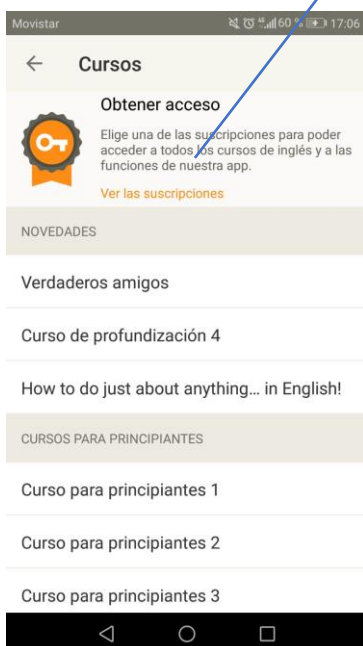 Movistar 60 % 17:06
Cursos
Obtener acceso
Elige una de las suscripciones para poder
acceder a todos los cursos de inglés y a las
funciones de nuestra app.
Ver las suscripciones
NOVEDADES
Verdaderos amigos
Curso de profundización 4
How to do just about anything... in English!
CURSOS PARA PRINCIPIANTES
Curso para principiantes 1
Curso para principiantes 2
Curso para principiantes 3